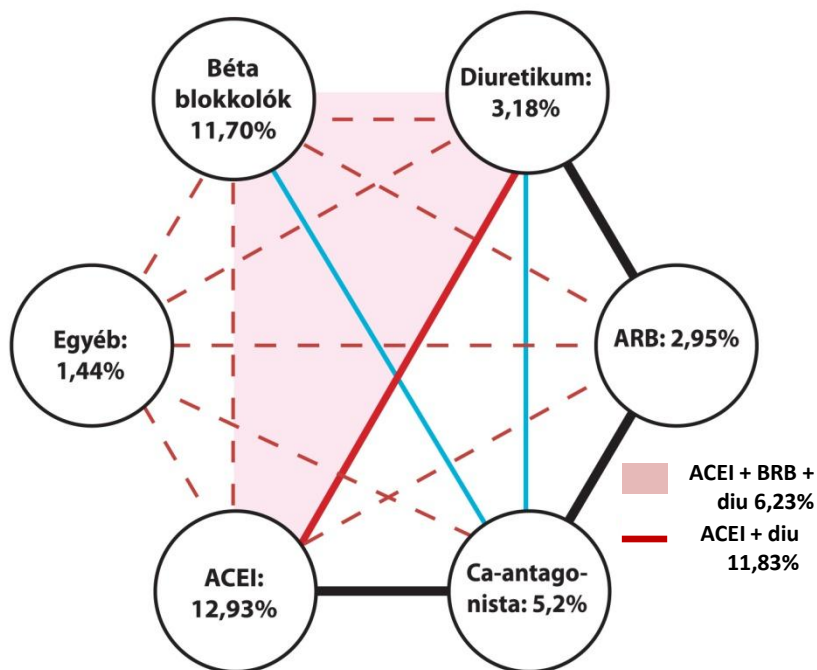 Béta
blokkolók
11,70%
Diuretikum:
3,18%
Egyéb:
1,44%
ARB: 2,95%
ACEI:
12,93%
Ca-antago-
nista: 5,2%
ACEI + BRB +
diu 6,23%
ACEI + diu
11,83%